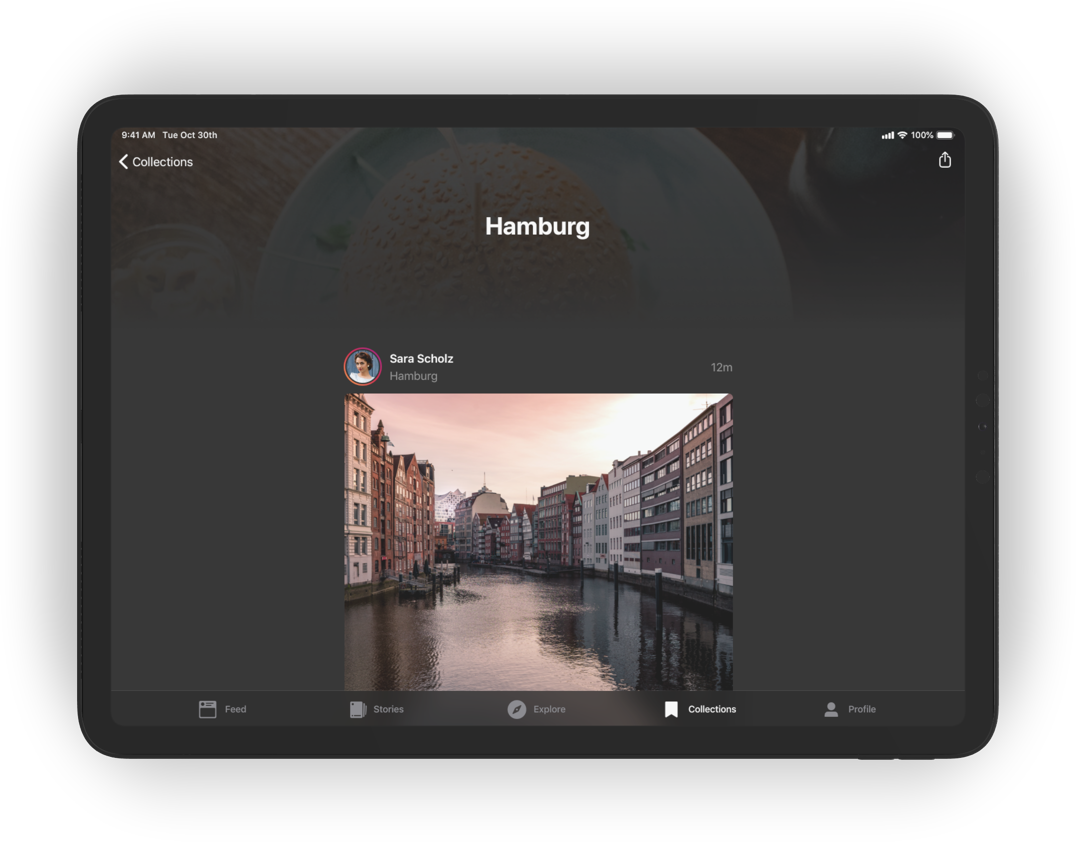 9:41 AM Tue Oct 30th 100%
Collections
Hamburg
Sara Scholz
Hamburg
12m
Feed Stories Explore Collections Profile